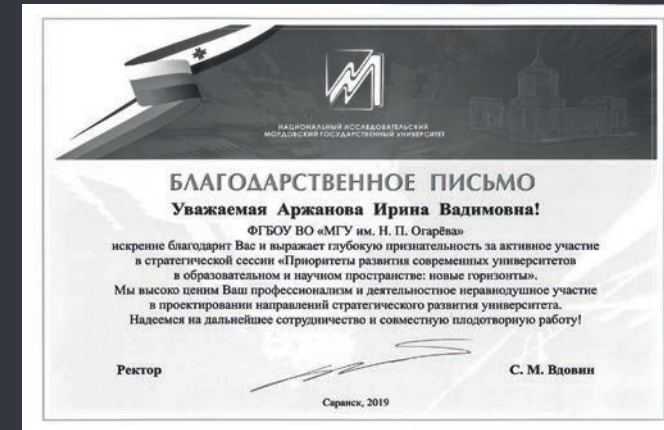 НАЦИОНАЛЬНЫЙ ИССЛЕДОВАТЕЛЬСКИЙ
МОРДОВСКИЙ ГОСУДАРСТВЕННЫЙ УНИВЕРСИТЕТ
БЛАГОДАРСТВЕННОЕ ПИСЬМО
Уважаемая Аржанова Ирина Вадимовна!
ФГБОУ ВО «МГУ им. Н. П. Огарёва»
искренне благодарит Вас и выражает глубокую признательность за активное участие
в стратегической сессии «Приоритеты развития современных университетов
в образовательном и научном пространстве: новые горизонты».
Мы высоко ценим Ваш профессионализм и деятельностное неравнодушное участие
в проектировании направлений стратегического развития университета.
Надеемся на дальнейшее сотрудничество и совместную плодотворную работу!
Ректор
С. М. Вдовин
Саранск, 2019